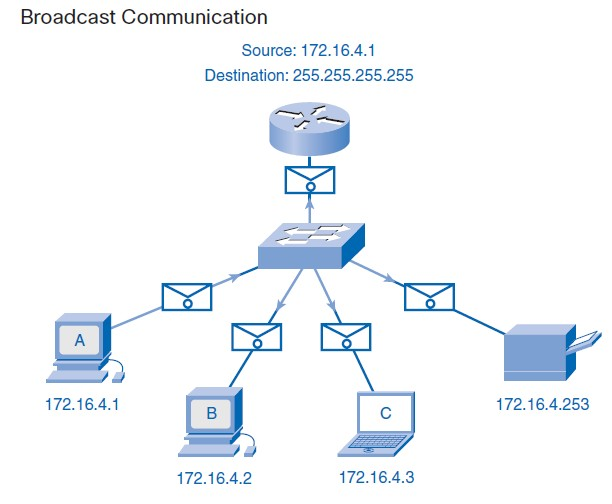 Broadcast Communication
Source: 172.16.4.1
Destination: 255.255.255.255
A
172.16.4.1
B
172.16.4.2
C
172.16.4.3
172.16.4.253